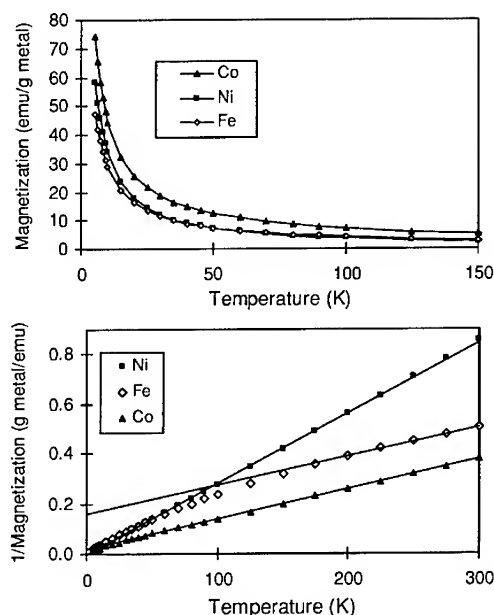 Magnetization (emu/g metal)
80
70
60
50
40
30
20
10
0
Co
Ni
Fe
0
50
100
150
Temperature (K)
1/Magnetization (g metal/emu)
0.8
0.6
0.4
0.2
0.0
Ni
Fe
Co
0
100
200
300
Temperature (K)